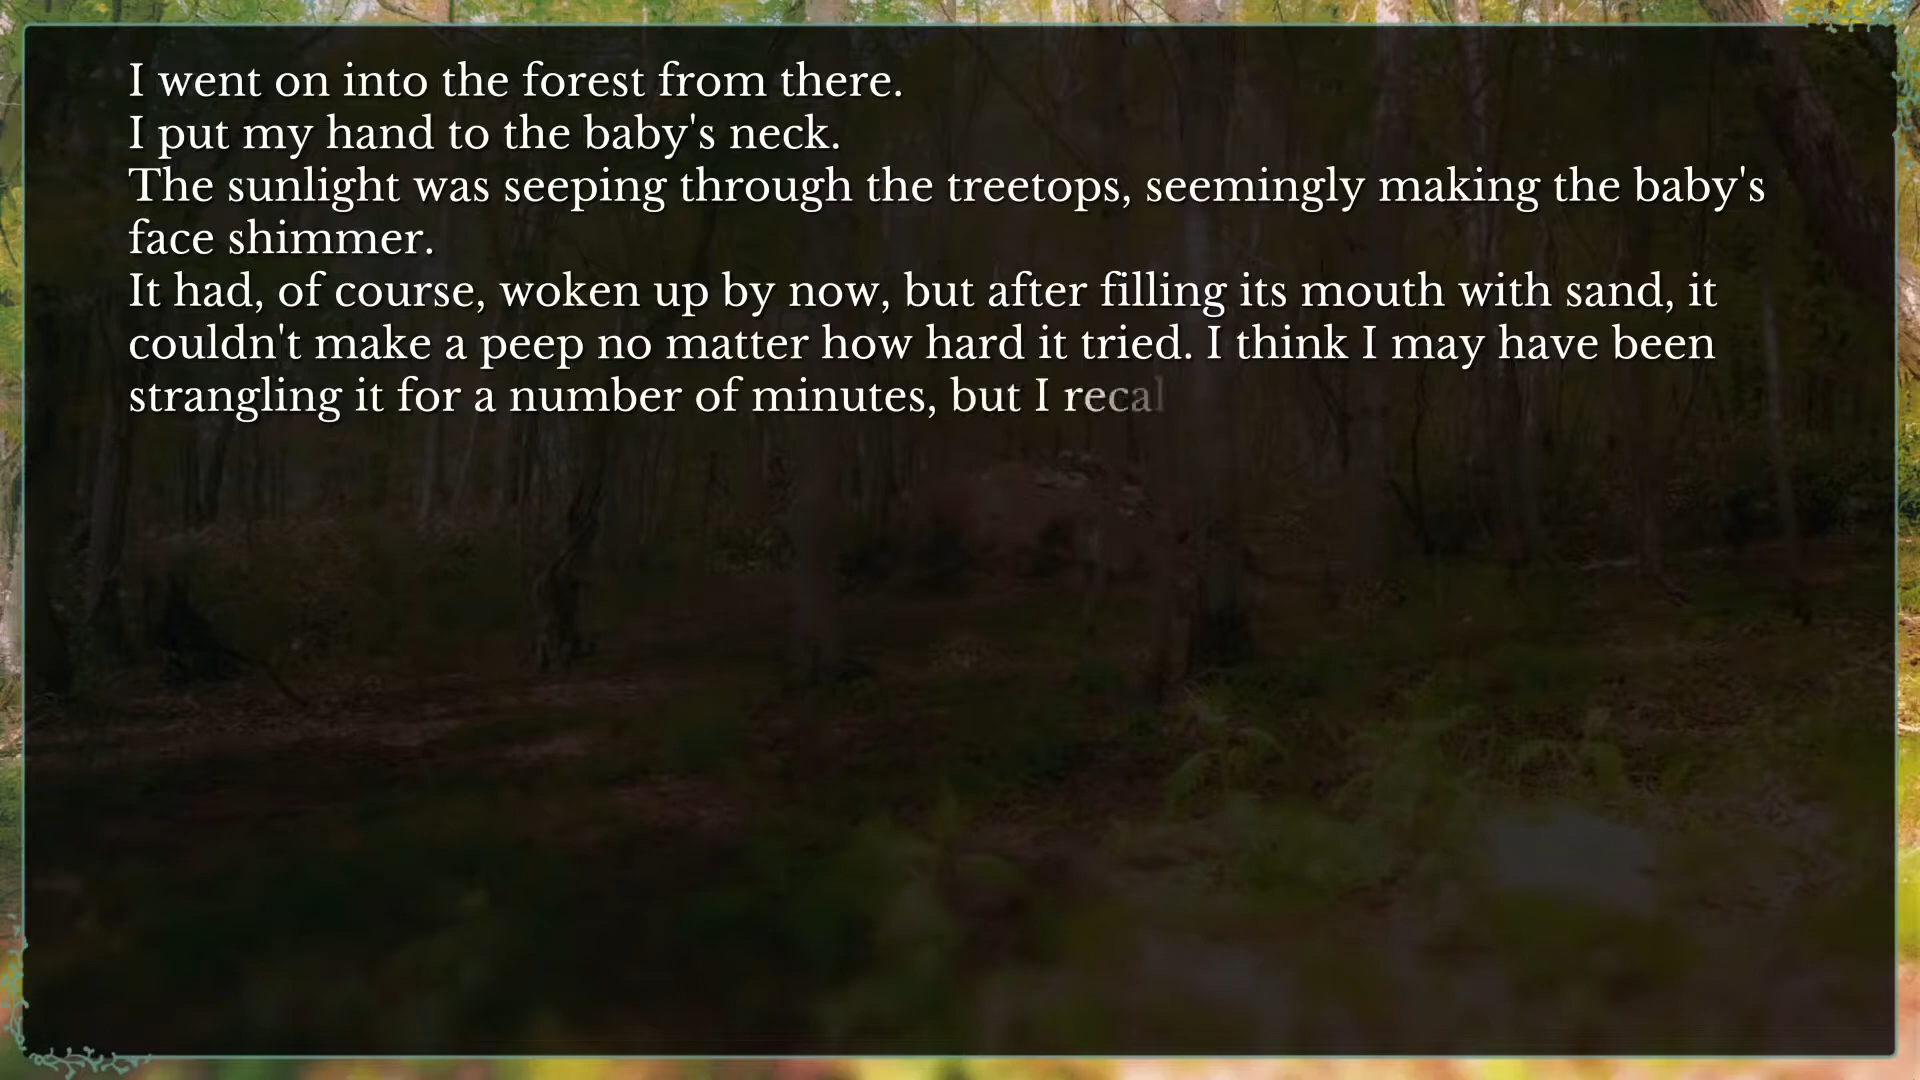 I went on into the forest from there.
I put my hand to the baby's neck.
The sunlight was seeping through the treetops, seemingly making the baby's
face shimmer.
It had, of course, woken up by now, but after filling its mouth with sand, it
couldn't make a peep no matter how hard it tried. I think I may have been
strangling it for a number of minutes, but I recal